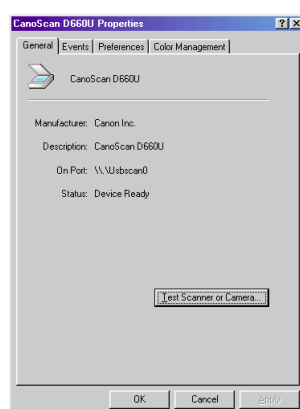 CanoScan D660U Properties
General Events Preferences Color Management
CanoScan D660U
Manufacturer: Canon Inc.
Description: CanoScan D660U
On Port: \\.\Usbscan0
Status: Device Ready
Test Scanner or Camera...
OK Cancel Apply